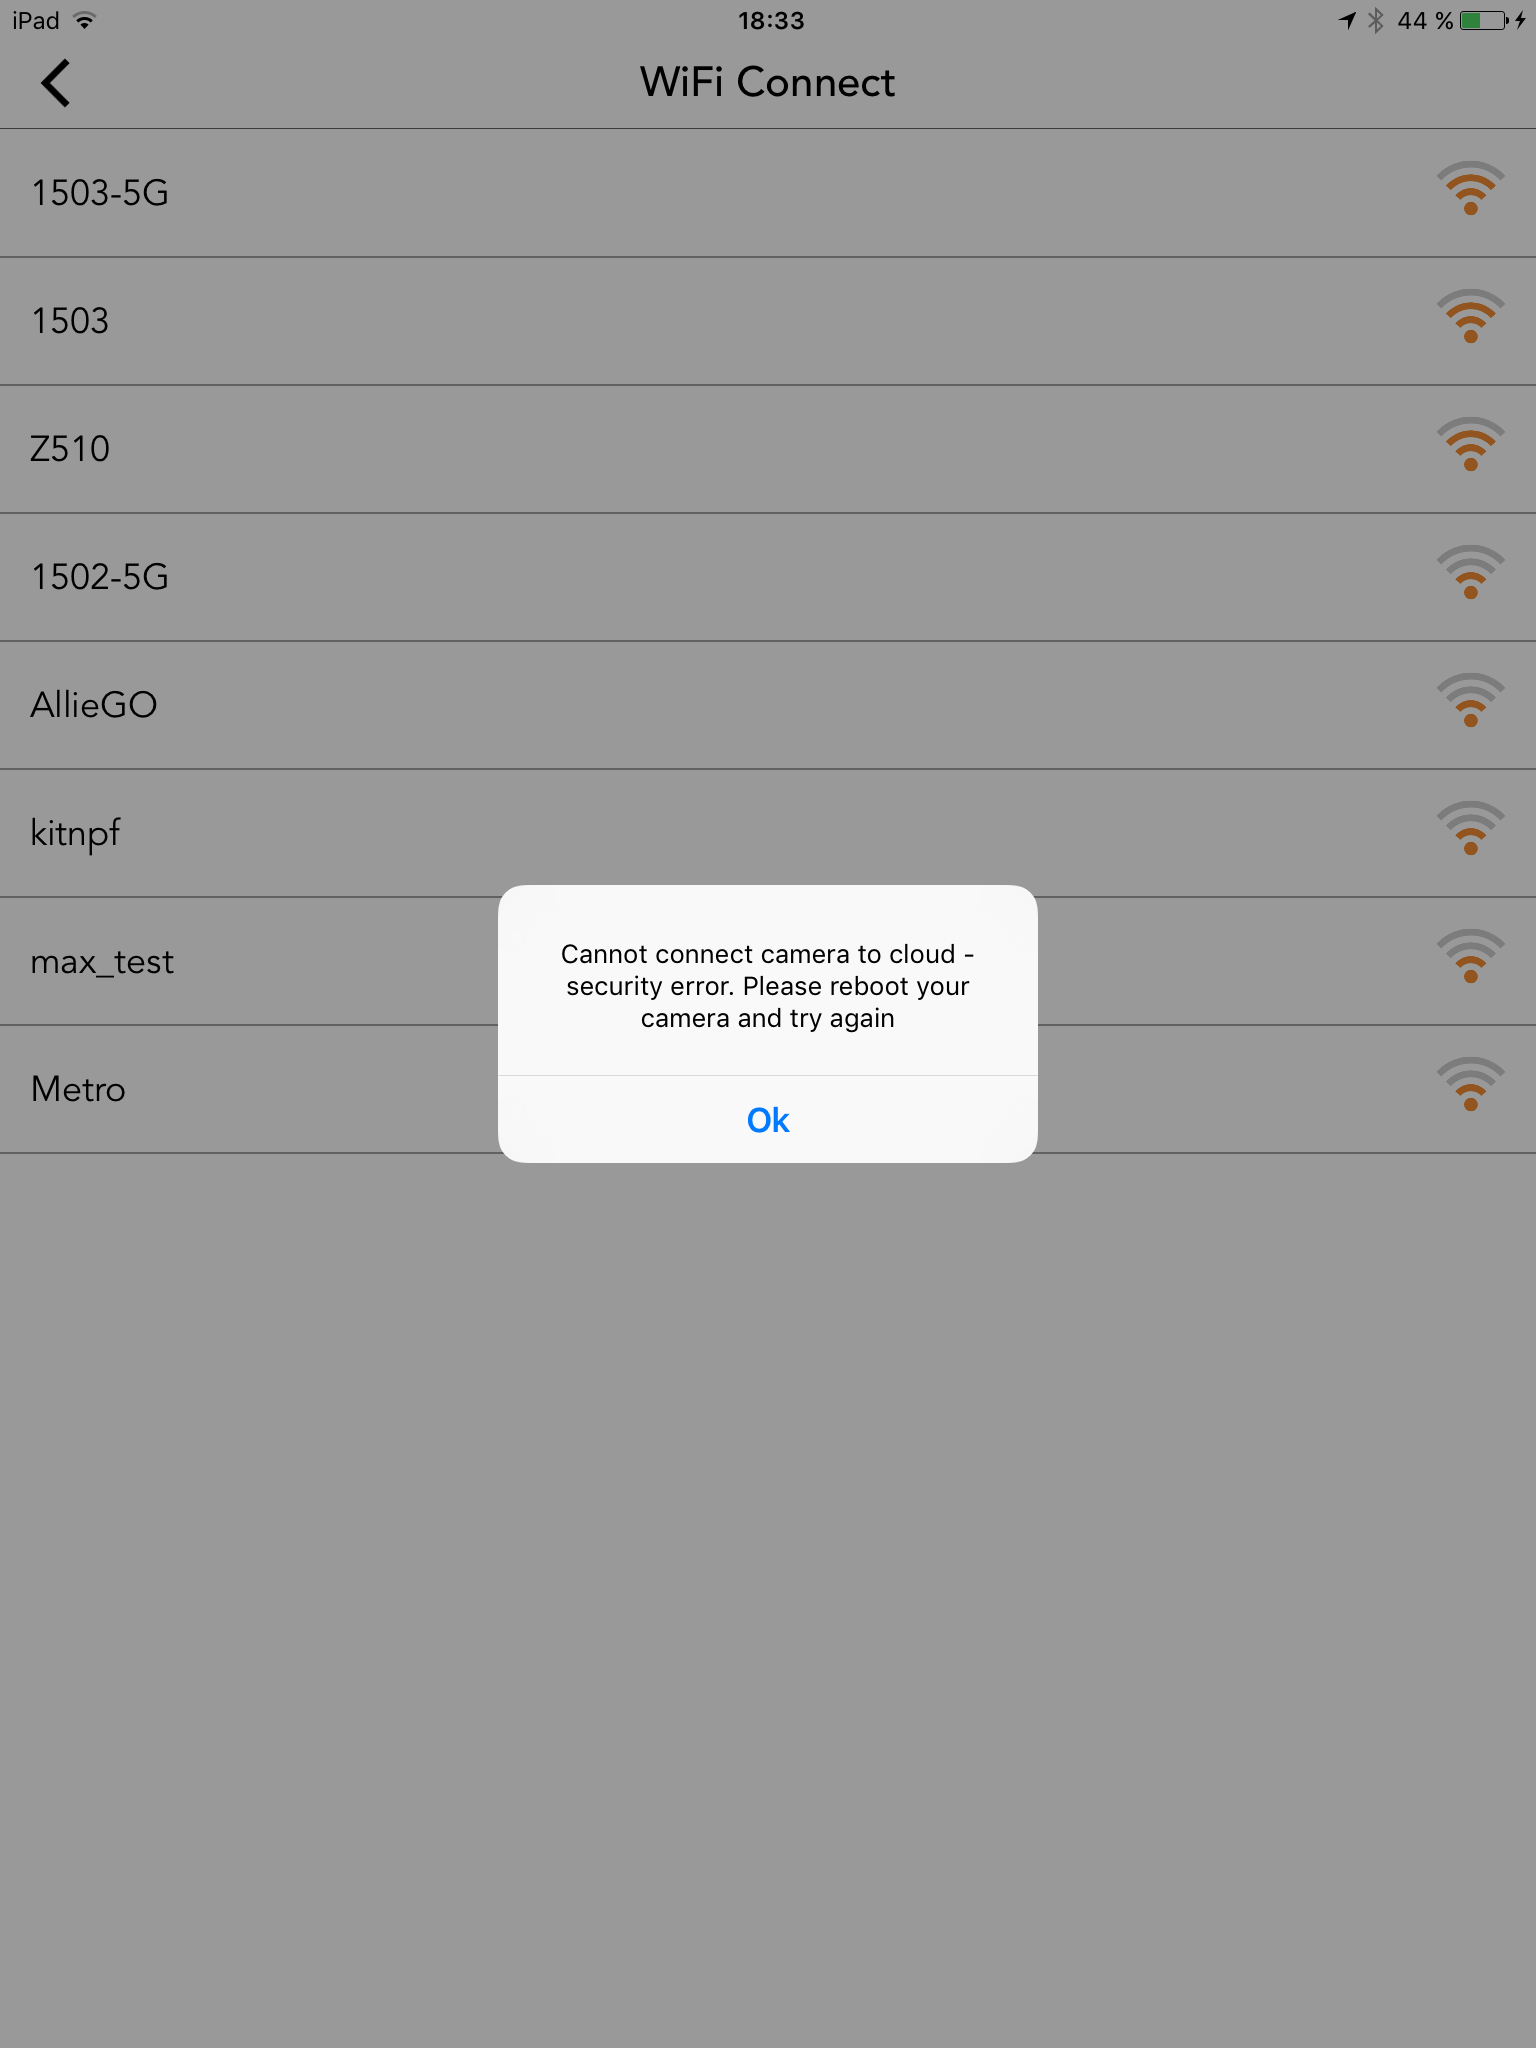 iPad 18:33 44 %
WiFi Connect
1503-5G
1503
Z510
1502-5G
AllieGO
kitnpf
max_test
Metro
Cannot connect camera to cloud -
security error. Please reboot your
camera and try again
Ok